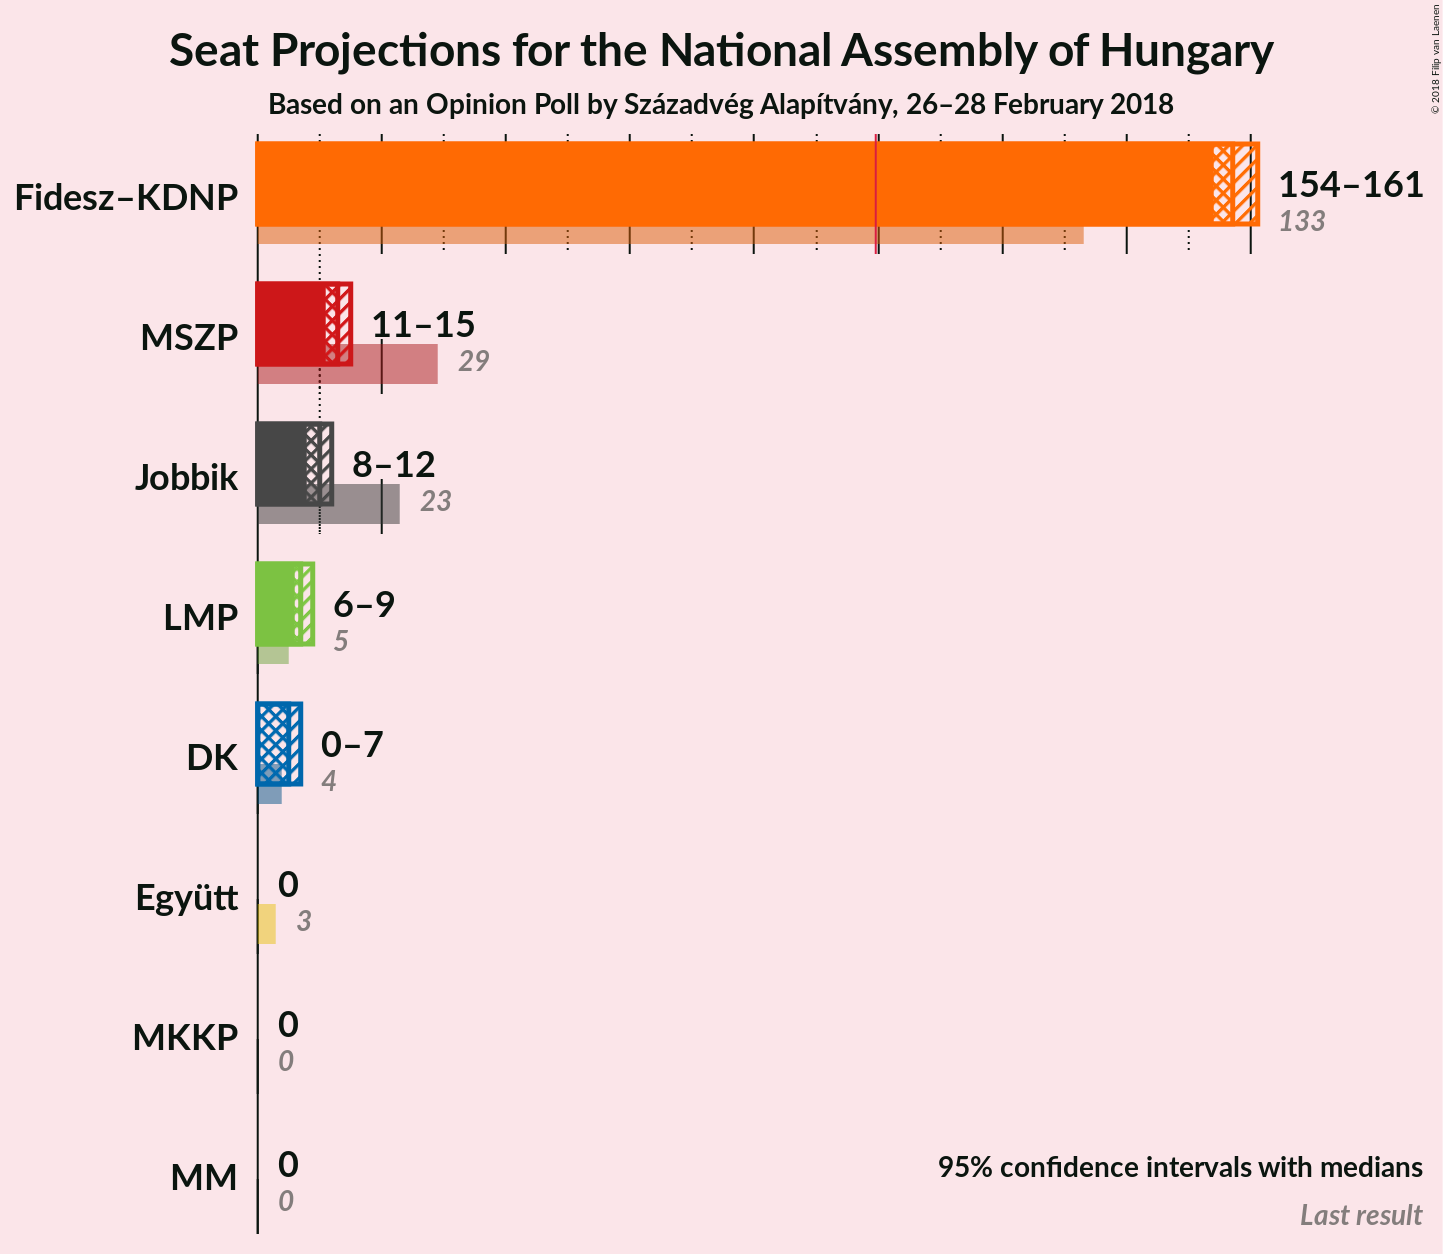 Seat Projections for the National Assembly of Hungary
Based on an Opinion Poll by Századvég Alapítvány, 26–28 February 2018
© 2018 Filip van Laenen
Fidesz–KDNP
154–161
133
MSZP
11–15
29
Jobbik
8–12
23
LMP
6–9
5
DK
0–7
4
Együtt
0
3
MKKP
0
0
MM
0
0
95% confidence intervals with medians
Last result